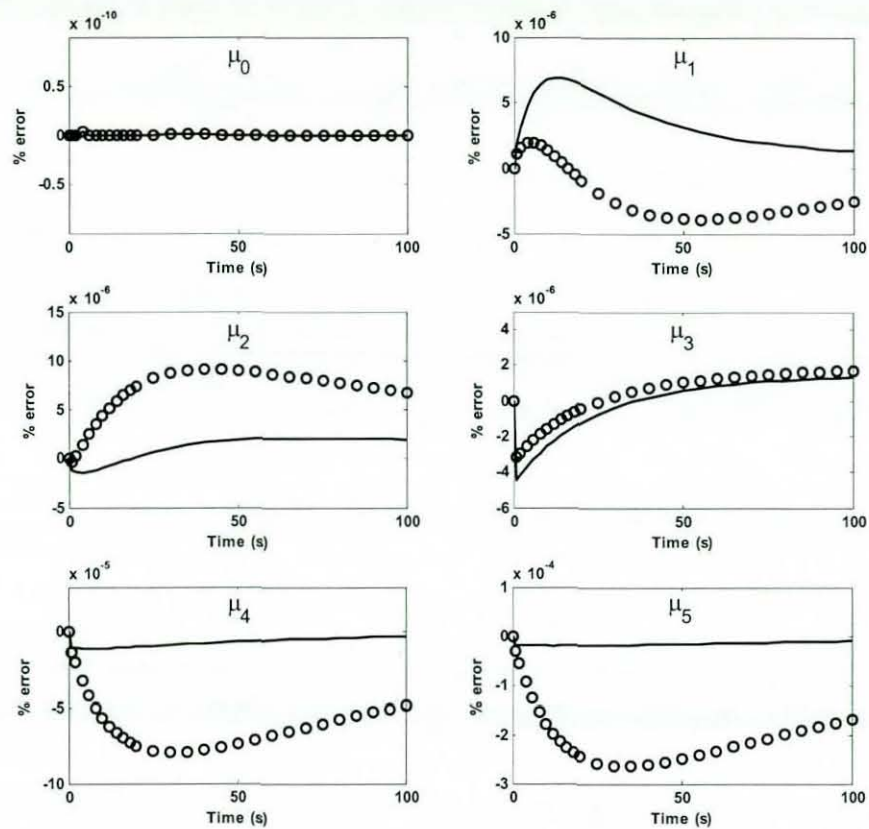 x 10⁻¹⁰
μ₀
0.5
0
-0.5
% error
0
50
100
Time (s)
x 10⁻⁶
μ₁
10
5
0
-5
% error
0
50
100
Time (s)
x 10⁻⁶
μ₂
15
10
5
0
-5
% error
0
50
100
Time (s)
x 10⁻⁶
μ₃
4
2
0
-2
-4
-6
% error
0
50
100
Time (s)
x 10⁻⁵
μ₄
0
-5
-10
% error
0
50
100
Time (s)
x 10⁻⁴
μ₅
1
0
-1
-2
-3
% error
0
50
100
Time (s)